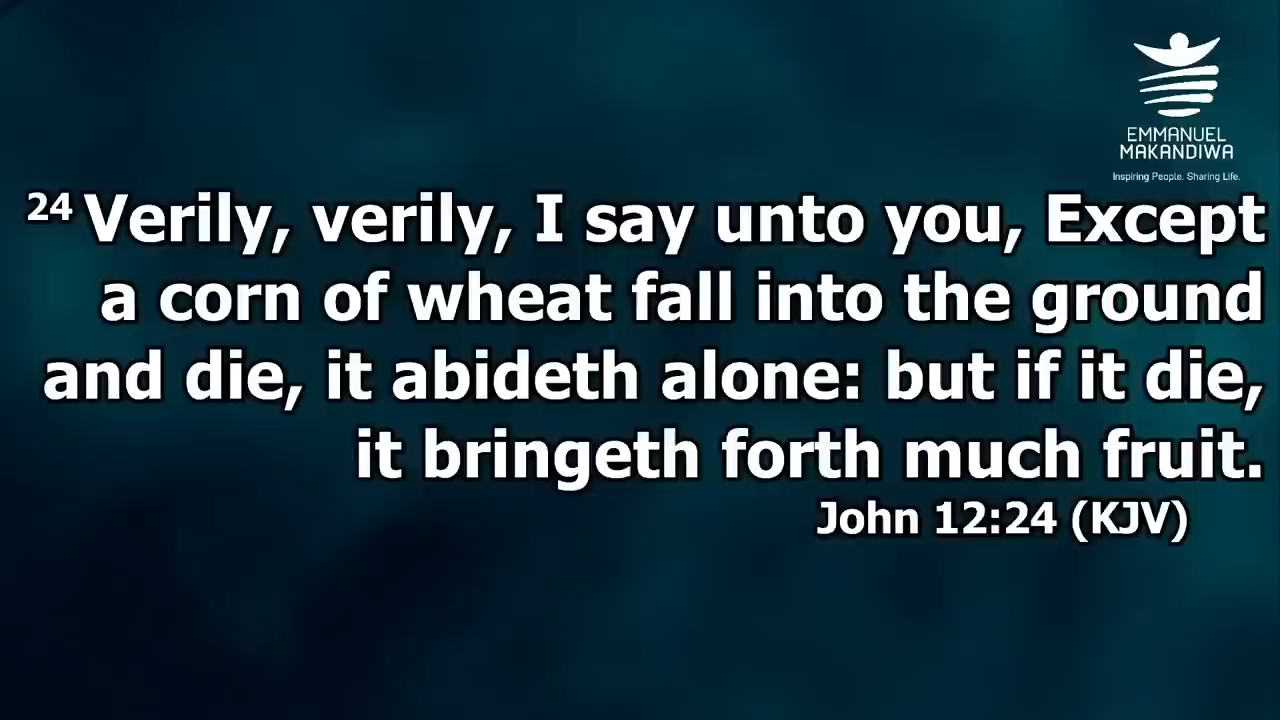 EMMANUEL
MAKANDIWA
Inspiring People. Sharing Life.
24 Verily, verily, I say unto you, Except
a corn of wheat fall into the ground
and die, it abideth alone: but if it die,
it bringeth forth much fruit.
John 12:24 (KJV)